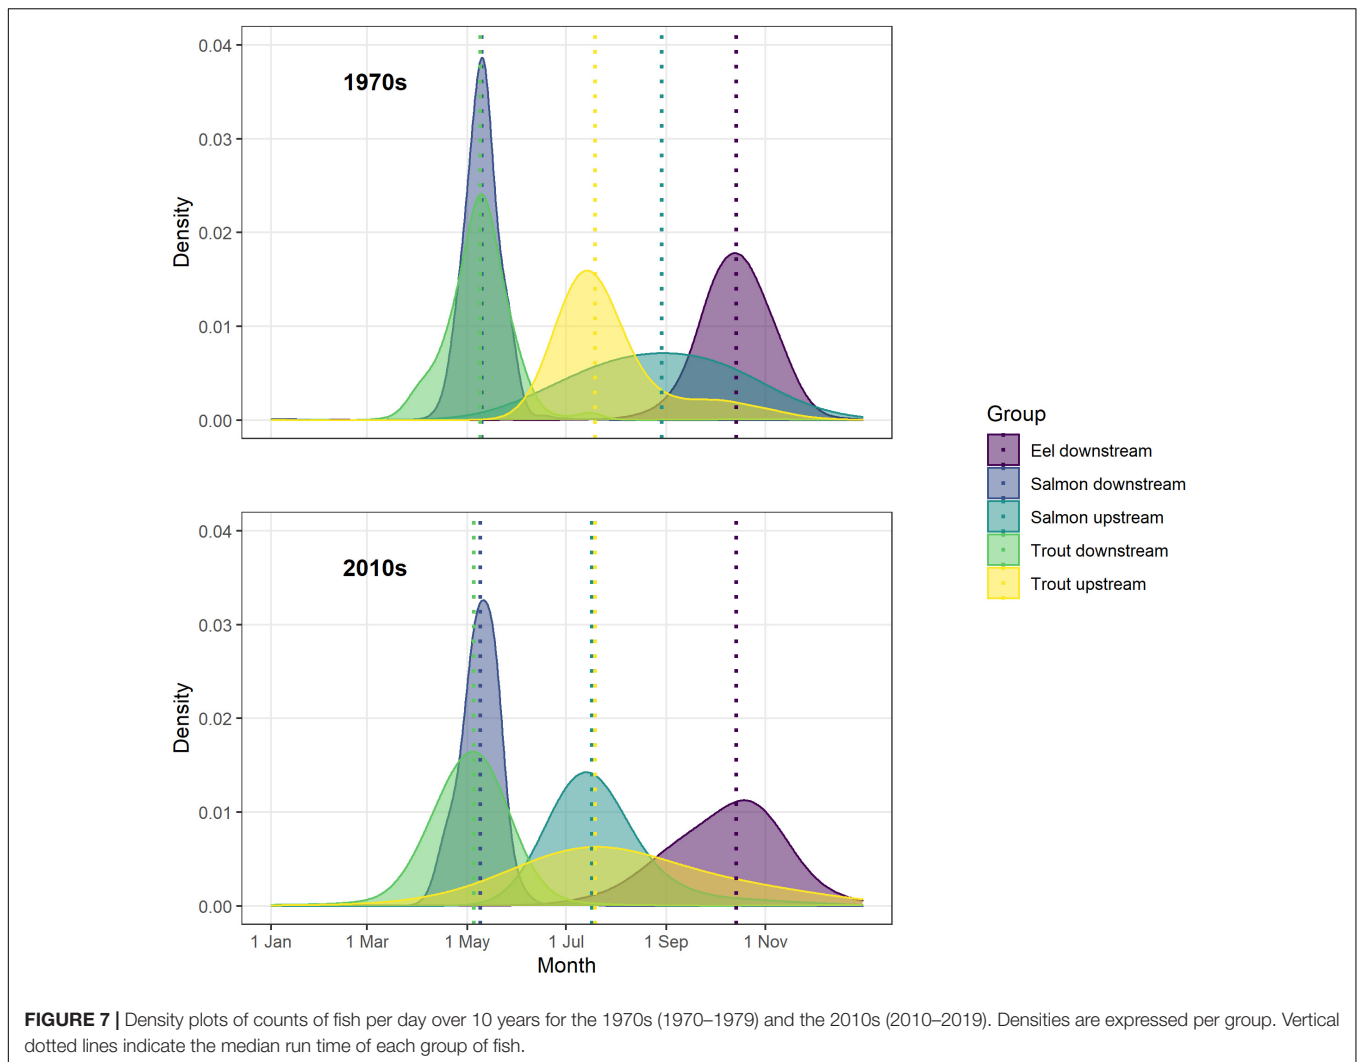 0.04
1970s
0.03
Density
0.02
0.01
0.00
Group
Eel downstream
Salmon downstream
Salmon upstream
Trout downstream
Trout upstream
0.04
2010s
0.03
Density
0.02
0.01
0.00
1 Jan 1 Mar 1 May 1 Jul 1 Sep 1 Nov
Month
FIGURE 7 | Density plots of counts of fish per day over 10 years for the 1970s (1970–1979) and the 2010s (2010–2019). Densities are expressed per group. Vertical
dotted lines indicate the median run time of each group of fish.